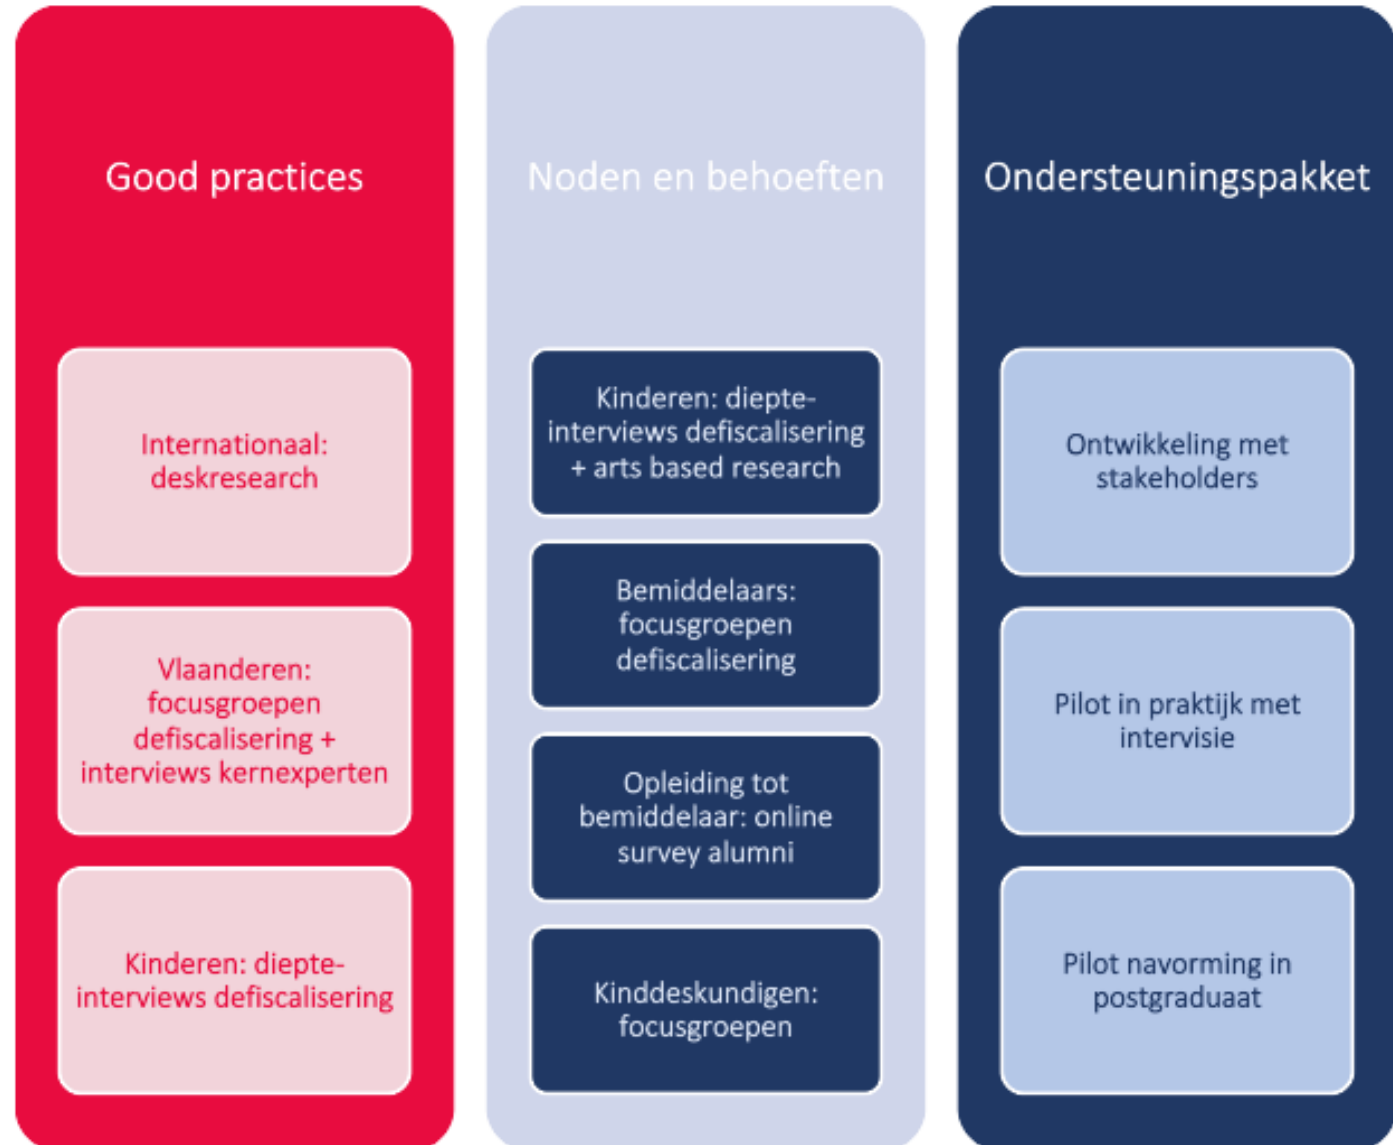 Good practices
Internationaal:
deskresearch
Vlaanderen:
focusgroepen
defiscalisering +
interviews kernexperten
Kinderen: diepte-
interviews defiscalisering
Noden en behoeften
Kinderen: diepte-
interviews defiscalisering
+ arts based research
Bemiddelaars:
focusgroepen
defiscalisering
Opleiding tot
bemiddelaar: online
survey alumni
Kinddeskundigen:
focusgroepen
Ondersteuningspakket
Ontwikkeling met
stakeholders
Pilot in praktijk met
intervisie
Pilot navorming in
postgraduaat